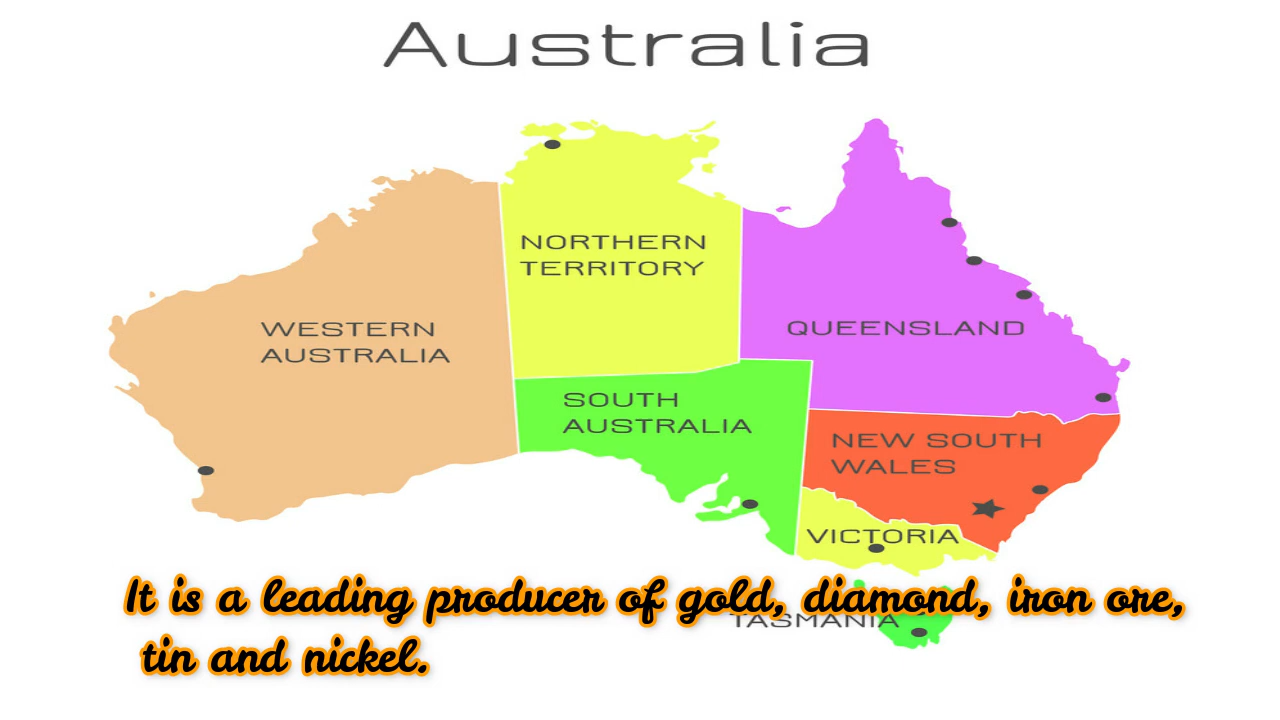 Australia
NORTHERN
TERRITORY
WESTERN
AUSTRALIA
QUEENSLAND
SOUTH
AUSTRALIA
NEW SOUTH
WALES
VICTORIA
It is a leading producer of gold, diamond, iron ore,
TASMANIA
tin and nickel.